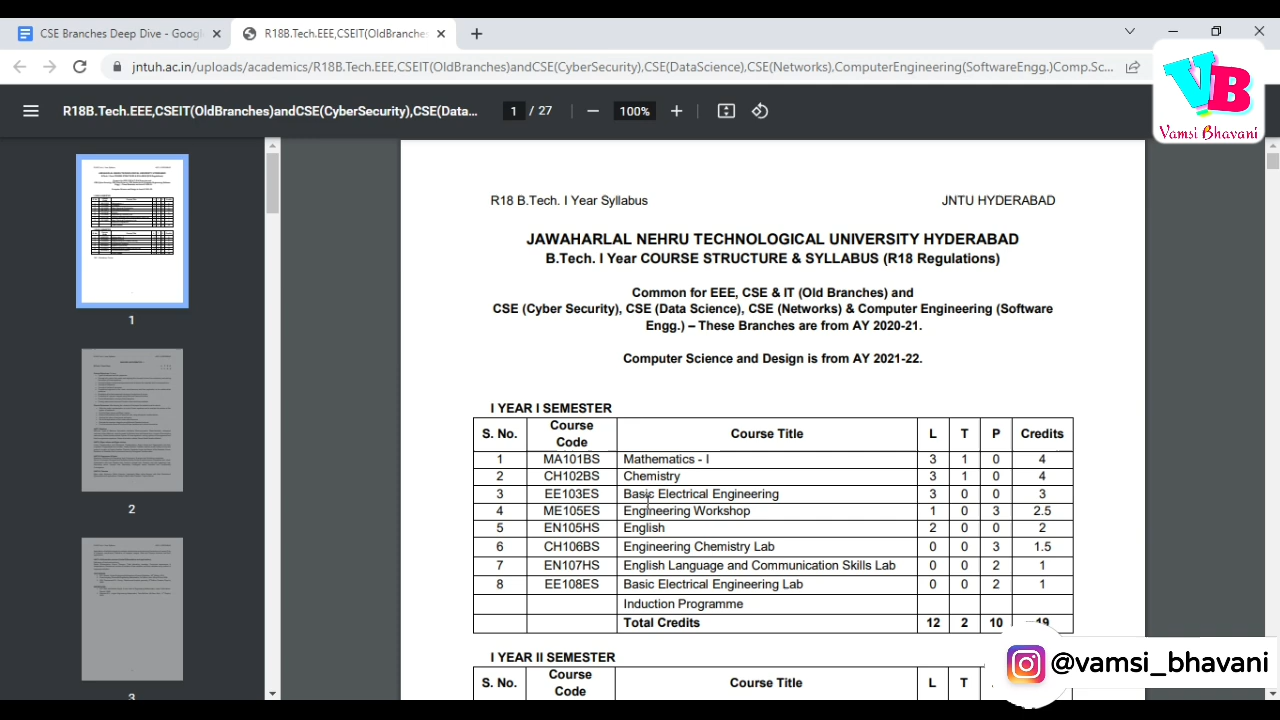 CSE Branches Deep Dive - Goog
R18B.Tech.EEE,CSEIT(OldBranche
jntuh.ac.in/uploads/academics/R18B.Tech.EEE,CSEIT(OldBranches)andCSE(CyberSecurity),CSE(DataScience),CSE(Networks),ComputerEngineering(SoftwareEngg.)Comp.Sc...
VB
Vamsi Bhavani
R18B.Tech.EEE,CSEIT(OldBranches)andCSE(CyberSecurity),CSE(Data...
1 / 27
100%
1
2
3
R18 B.Tech. I Year Syllabus JNTU HYDERABAD
JAWAHARLAL NEHRU TECHNOLOGICAL UNIVERSITY HYDERABAD
B.Tech. I Year COURSE STRUCTURE & SYLLABUS (R18 Regulations)
Common for EEE, CSE & IT (Old Branches) and
CSE (Cyber Security), CSE (Data Science), CSE (Networks) & Computer Engineering (Software
Engg.) – These Branches are from AY 2020-21.
Computer Science and Design is from AY 2021-22.
I YEAR I SEMESTER
S. No. Course Code Course Title L T P Credits
1 MA101BS Mathematics - I 3 1 0 4
2 CH102BS Chemistry 3 1 0 4
3 EE103ES Basic Electrical Engineering 3 0 0 3
4 ME105ES Engineering Workshop 1 0 3 2.5
5 EN105HS English 2 0 0 2
6 CH106BS Engineering Chemistry Lab 0 0 3 1.5
7 EN107HS English Language and Communication Skills Lab 0 0 2 1
8 EE108ES Basic Electrical Engineering Lab 0 0 2 1
Induction Programme
Total Credits 12 2 10 19
I YEAR II SEMESTER
S. No. Course Code Course Title L T
@vamsi_bhavani